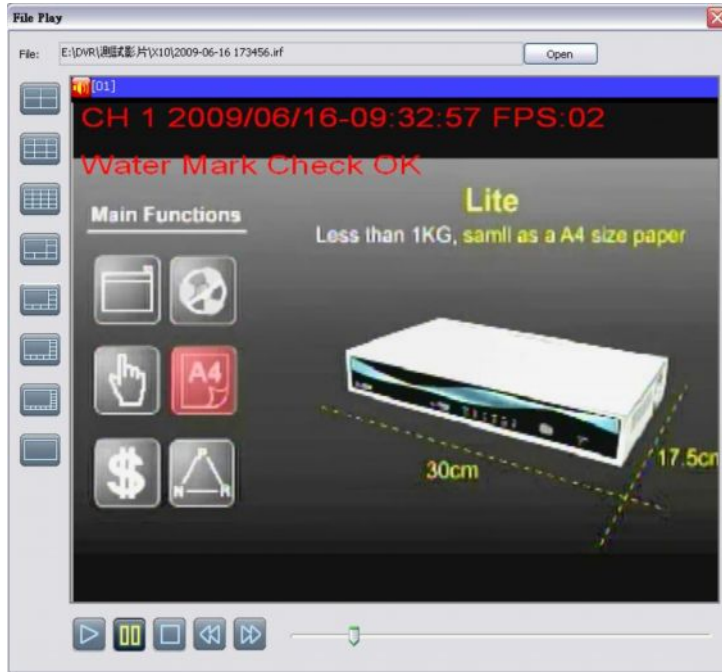 File Play
File: E:\DVR\測試影片\X10\2009-06-16 173456.irf Open
[01]
CH 1 2009/06/16-09:32:57 FPS:02
Water Mark Check OK
Main Functions
Lite
Less than 1KG, samll as a A4 size paper
A4
30cm
17.5cm
$
P
N R